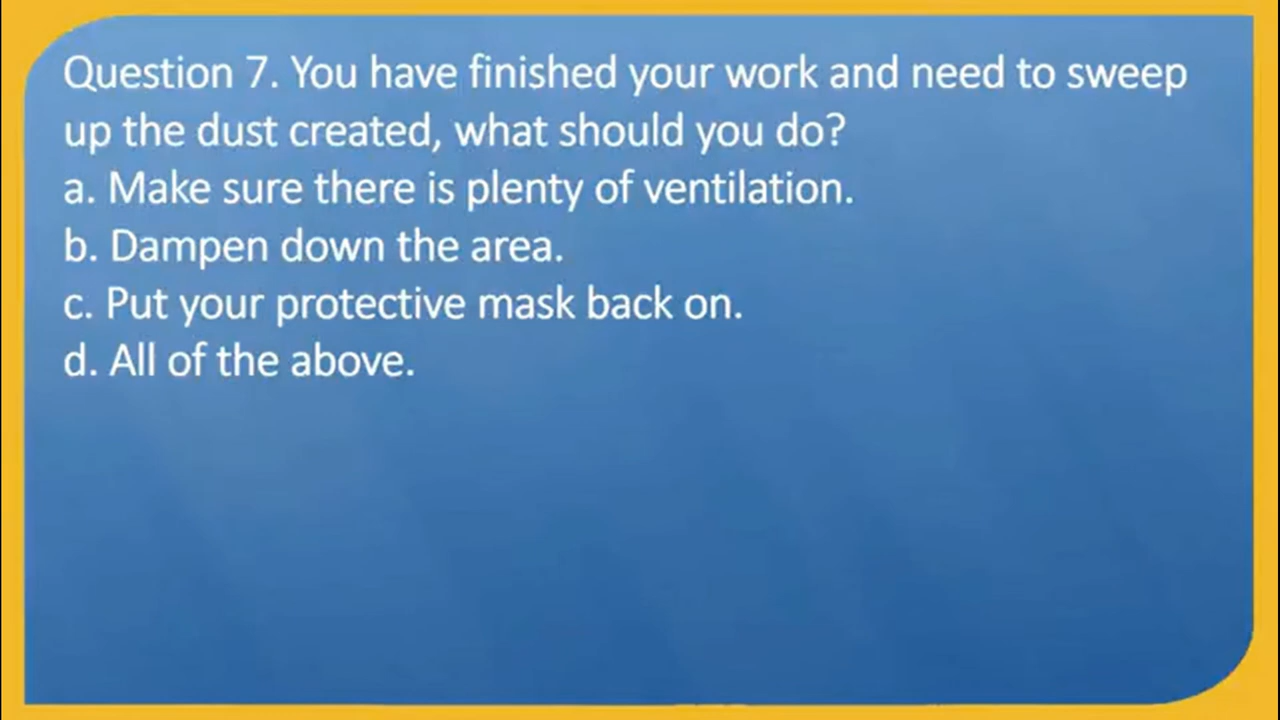 Question 7. You have finished your work and need to sweep
up the dust created, what should you do?
a. Make sure there is plenty of ventilation.
b. Dampen down the area.
c. Put your protective mask back on.
d. All of the above.